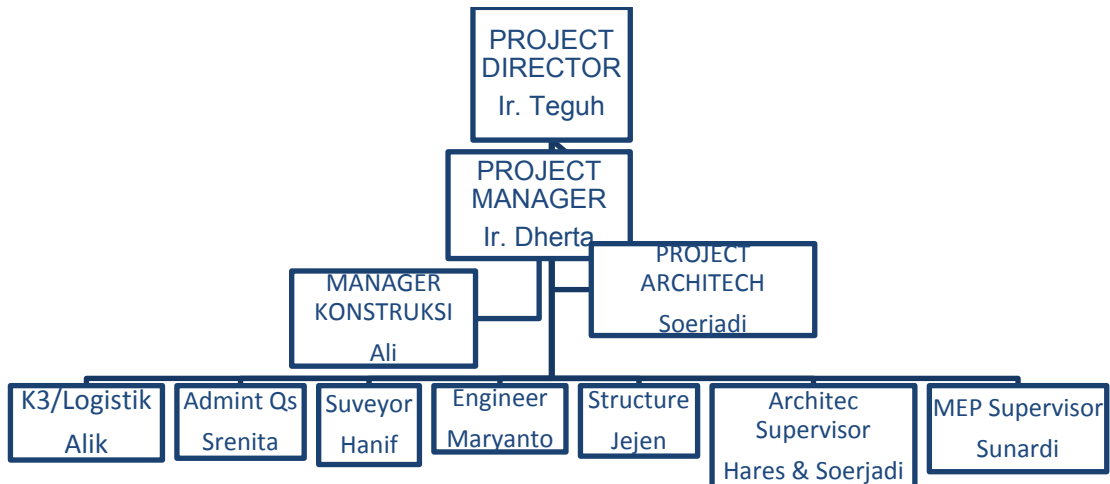 PROJECT
DIRECTOR
Ir. Teguh
PROJECT
MANAGER
Ir. Dherta
PROJECT
ARCHITECH
Soerjadi
MANAGER
KONSTRUKSI
Ali
K3/Logistik
Alik
Admint Qs
Srenita
Suveyor
Hanif
Engineer
Maryanto
Structure
Jejen
Architec
Supervisor
Hares & Soerjadi
MEP Supervisor
Sunardi